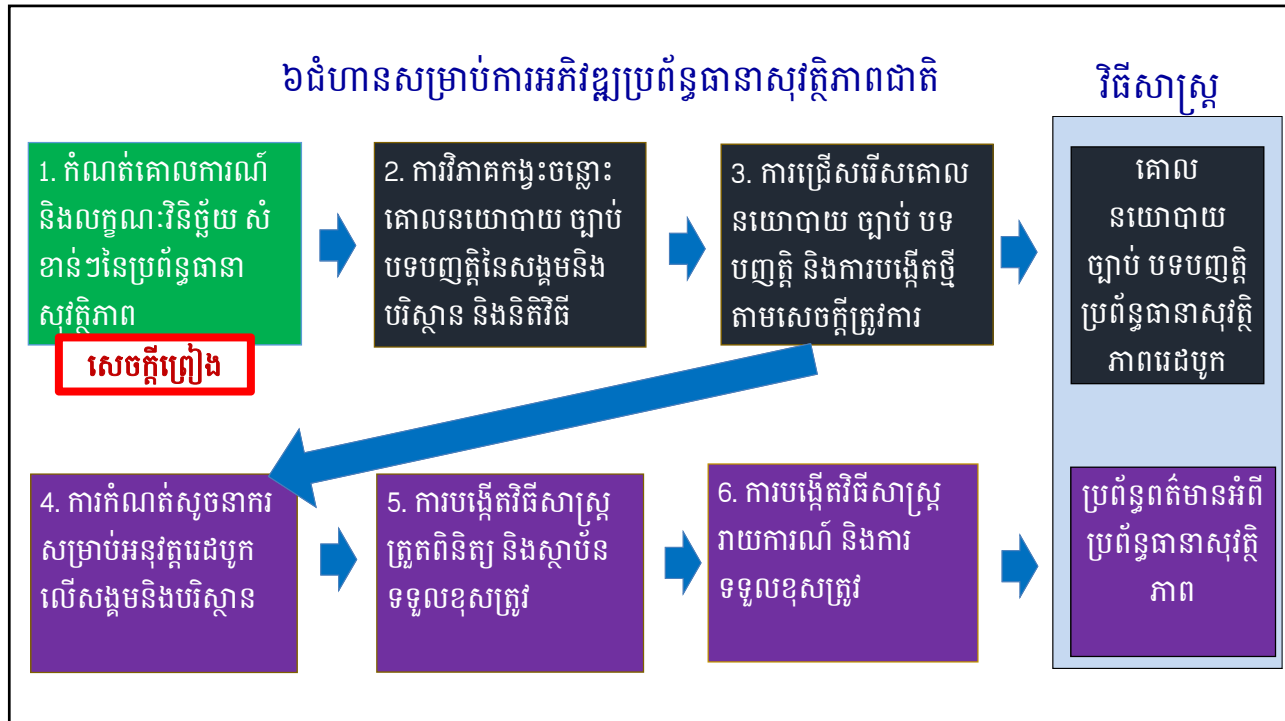 ៦ជំហានសម្រាប់ការអភិវឌ្ឍប្រព័ន្ធធានាសុវត្ថិភាពជាតិ
វិធីសាស្ត្រ
1. កំណត់គោលការណ៍
និងលក្ខណៈវិនិច្ឆ័យ សំ
ខាន់ៗនៃប្រព័ន្ធធានា
សុវត្ថិភាព
សេចក្តីព្រៀង
2. ការវិភាគកង្វះចន្លោះ
គោលនយោបាយ ច្បាប់
បទបញ្ញត្តិនៃសង្គមនិង
បរិស្ថាន និងនិតិវិធី
3. ការជ្រើសរើសគោល
នយោបាយ ច្បាប់ បទ
បញ្ញត្តិ និងការបង្កើតថ្មី
តាមសេចក្តីត្រូវការ
គោល
នយោបាយ
ច្បាប់ បទបញ្ញត្តិ
ប្រព័ន្ធធានាសុវត្ថិ
ភាពរេដបូក
4. ការកំណត់សូចនាករ
សម្រាប់អនុវត្តរេដបូក
លើសង្គមនិងបរិស្ថាន
5. ការបង្កើតវិធីសាស្ត្រ
ត្រួតពិនិត្យ និងស្ថាប័ន
ទទួលខុសត្រូវ
6. ការបង្កើតវិធីសាស្ត្រ
រាយការណ៍ និងការ
ទទួលខុសត្រូវ
ប្រព័ន្ធពត៌មានអំពី
ប្រព័ន្ធធានាសុវត្ថិ
ភាព